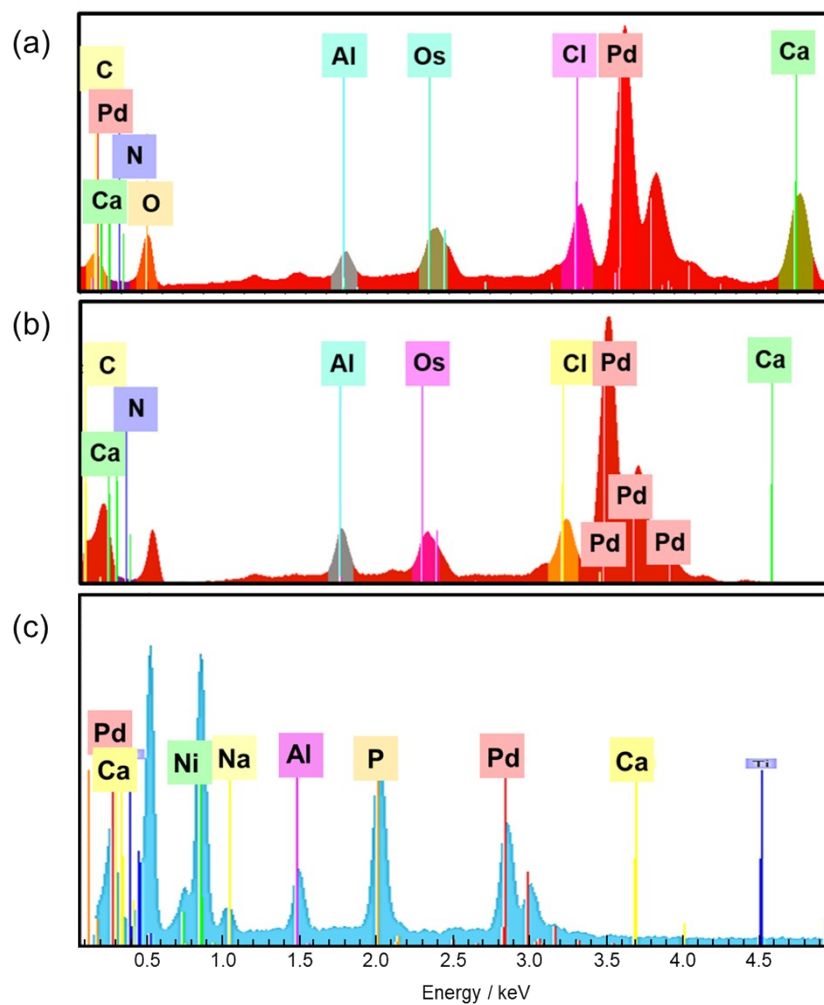 (a)
C
Al
Os
Cl
Pd
Ca
Pd
N
Ca
O
(b)
C
Al
Os
Cl
Pd
Ca
N
Ca
Pd
Pd
Pd
(c)
Pd
Ca
Ni
Na
Al
P
Pd
Ca
Ti
0.5 1.0 1.5 2.0 2.5 3.0 3.5 4.0 4.5
Energy / keV